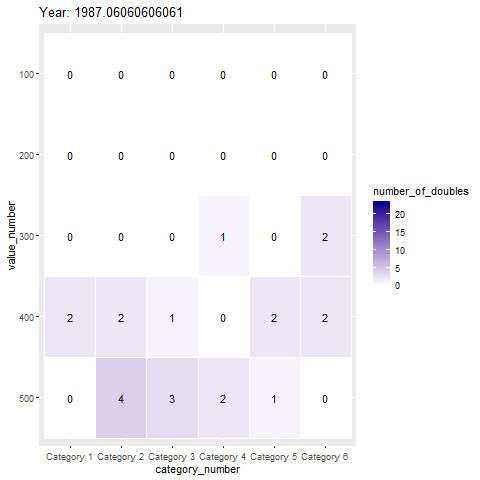 Year: 1987.06060606061
100 0 0 0 0 0 0
200 0 0 0 0 0 0
300 0 0 0 1 0 2
400 2 2 1 0 2 2
500 0 4 3 2 1 0
Category 1 Category 2 Category 3 Category 4 Category 5 Category 6
category_number
value_number
number_of_doubles
20
15
10
5
0